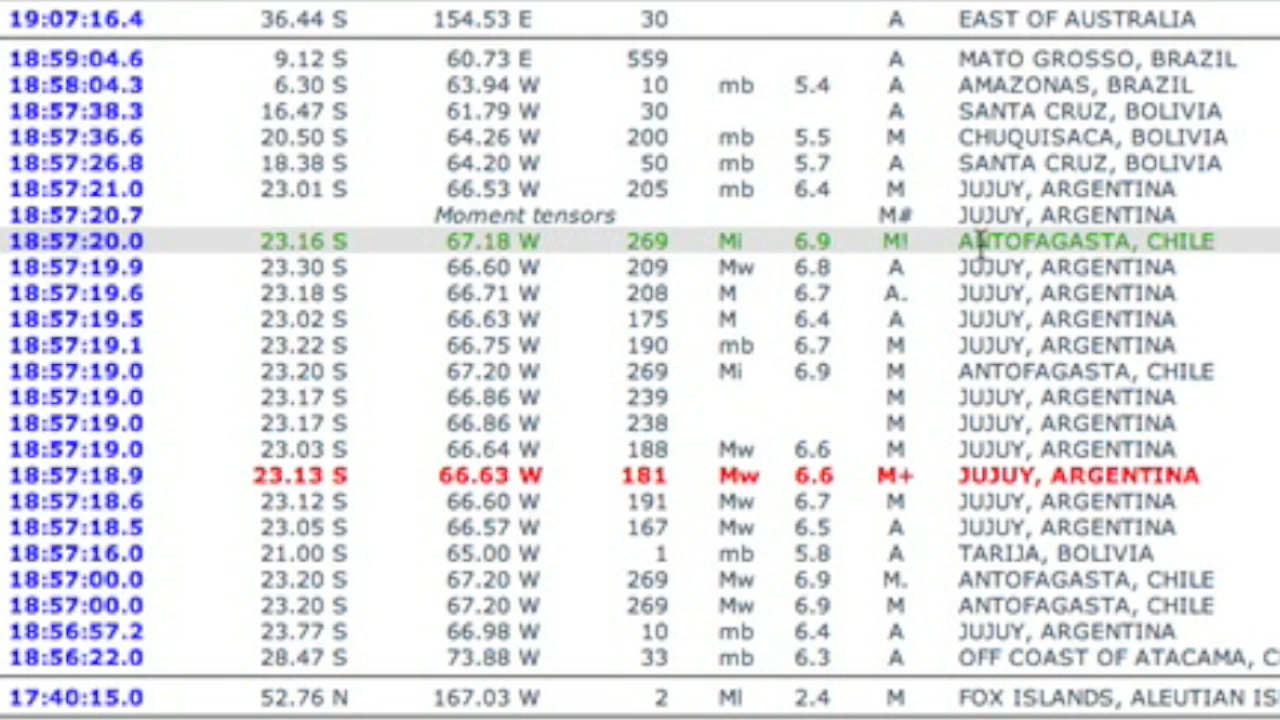 19:07:16.4 36.44 S 154.53 E 30 A EAST OF AUSTRALIA
18:59:04.6 9.12 S 60.73 E 559 A MATO GROSSO, BRAZIL
18:58:04.3 6.30 S 63.94 W 10 mb 5.4 A AMAZONAS, BRAZIL
18:57:38.3 16.47 S 61.79 W 30 A SANTA CRUZ, BOLIVIA
18:57:36.6 20.50 S 64.26 W 200 mb 5.5 M CHUQUISACA, BOLIVIA
18:57:26.8 18.38 S 64.20 W 50 mb 5.7 A SANTA CRUZ, BOLIVIA
18:57:21.0 23.01 S 66.53 W 205 mb 6.4 M JUJUY, ARGENTINA
18:57:20.7 Moment tensors M# JUJUY, ARGENTINA
18:57:20.0 23.16 S 67.18 W 269 Mi 6.9 M! ANTOFAGASTA, CHILE
18:57:19.9 23.30 S 66.60 W 209 Mw 6.8 A JUJUY, ARGENTINA
18:57:19.6 23.18 S 66.71 W 208 M 6.7 A. JUJUY, ARGENTINA
18:57:19.5 23.02 S 66.63 W 175 M 6.4 A JUJUY, ARGENTINA
18:57:19.1 23.22 S 66.75 W 190 mb 6.7 M JUJUY, ARGENTINA
18:57:19.0 23.20 S 67.20 W 269 Mi 6.9 M ANTOFAGASTA, CHILE
18:57:19.0 23.17 S 66.86 W 239 M JUJUY, ARGENTINA
18:57:19.0 23.17 S 66.86 W 238 M JUJUY, ARGENTINA
18:57:19.0 23.03 S 66.64 W 188 Mw 6.6 M JUJUY, ARGENTINA
18:57:18.9 23.13 S 66.63 W 181 Mw 6.6 M+ JUJUY, ARGENTINA
18:57:18.6 23.12 S 66.60 W 191 Mw 6.7 M JUJUY, ARGENTINA
18:57:18.5 23.05 S 66.57 W 167 Mw 6.5 A JUJUY, ARGENTINA
18:57:16.0 21.00 S 65.00 W 1 mb 5.8 A TARIJA, BOLIVIA
18:57:00.0 23.20 S 67.20 W 269 Mw 6.9 M. ANTOFAGASTA, CHILE
18:57:00.0 23.20 S 67.20 W 269 Mw 6.9 M ANTOFAGASTA, CHILE
18:56:57.2 23.77 S 66.98 W 10 mb 6.4 A JUJUY, ARGENTINA
18:56:22.0 28.47 S 73.88 W 33 mb 6.3 A OFF COAST OF ATACAMA, C
17:40:15.0 52.76 N 167.03 W 2 Ml 2.4 M FOX ISLANDS, ALEUTIAN IS